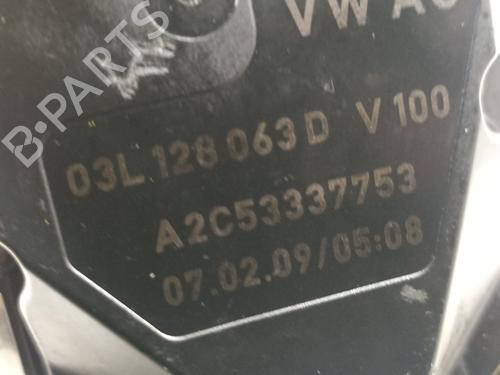 VW AG
03L 128 063 D V 100
A2C53337753
07.02.09/05:08
B-PARTS